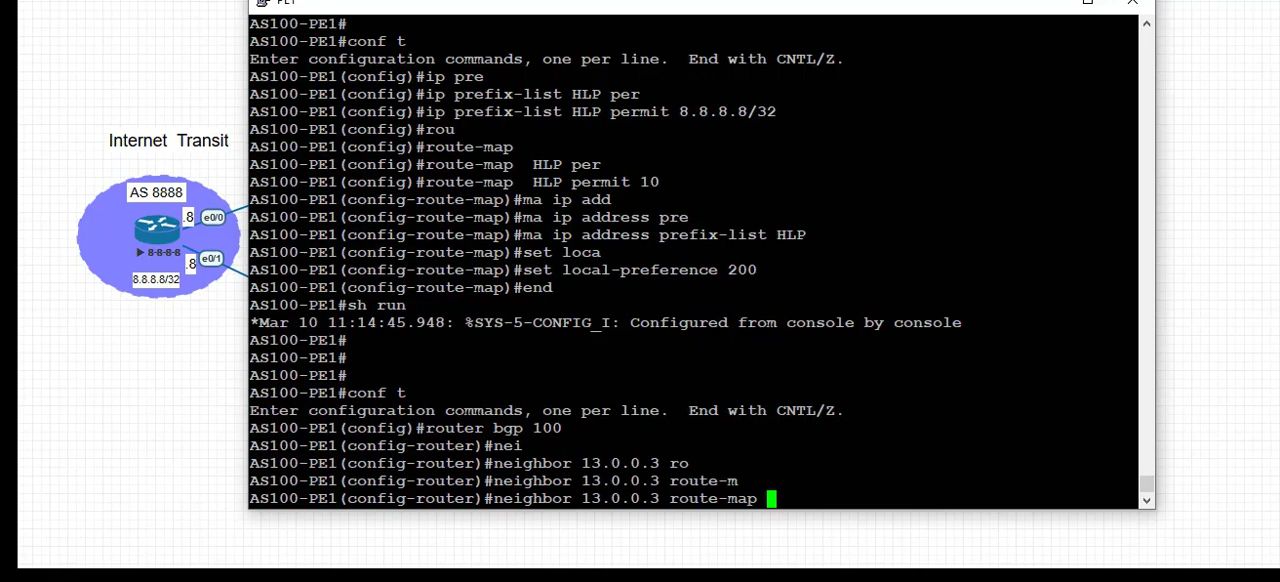 PE1
AS100-PE1#
AS100-PE1#conf t
Enter configuration commands, one per line.  End with CNTL/Z.
AS100-PE1(config)#ip pre
AS100-PE1(config)#ip prefix-list HLP per
AS100-PE1(config)#ip prefix-list HLP permit 8.8.8.8/32
AS100-PE1(config)#rou
AS100-PE1(config)#route-map
AS100-PE1(config)#route-map  HLP per
AS100-PE1(config)#route-map  HLP permit 10
AS100-PE1(config-route-map)#ma ip add
AS100-PE1(config-route-map)#ma ip address pre
AS100-PE1(config-route-map)#ma ip address prefix-list HLP
AS100-PE1(config-route-map)#set loca
AS100-PE1(config-route-map)#set local-preference 200
AS100-PE1(config-route-map)#end
AS100-PE1#sh run
*Mar 10 11:14:45.948: %SYS-5-CONFIG_I: Configured from console by console
AS100-PE1#
AS100-PE1#
AS100-PE1#
AS100-PE1#conf t
Enter configuration commands, one per line.  End with CNTL/Z.
AS100-PE1(config)#router bgp 100
AS100-PE1(config-router)#nei
AS100-PE1(config-router)#neighbor 13.0.0.3 ro
AS100-PE1(config-router)#neighbor 13.0.0.3 route-m
AS100-PE1(config-router)#neighbor 13.0.0.3 route-map
Internet  Transit
AS 8888
.8
e0/0
8-8-8-8
e0/1
.8
8.8.8.8/32